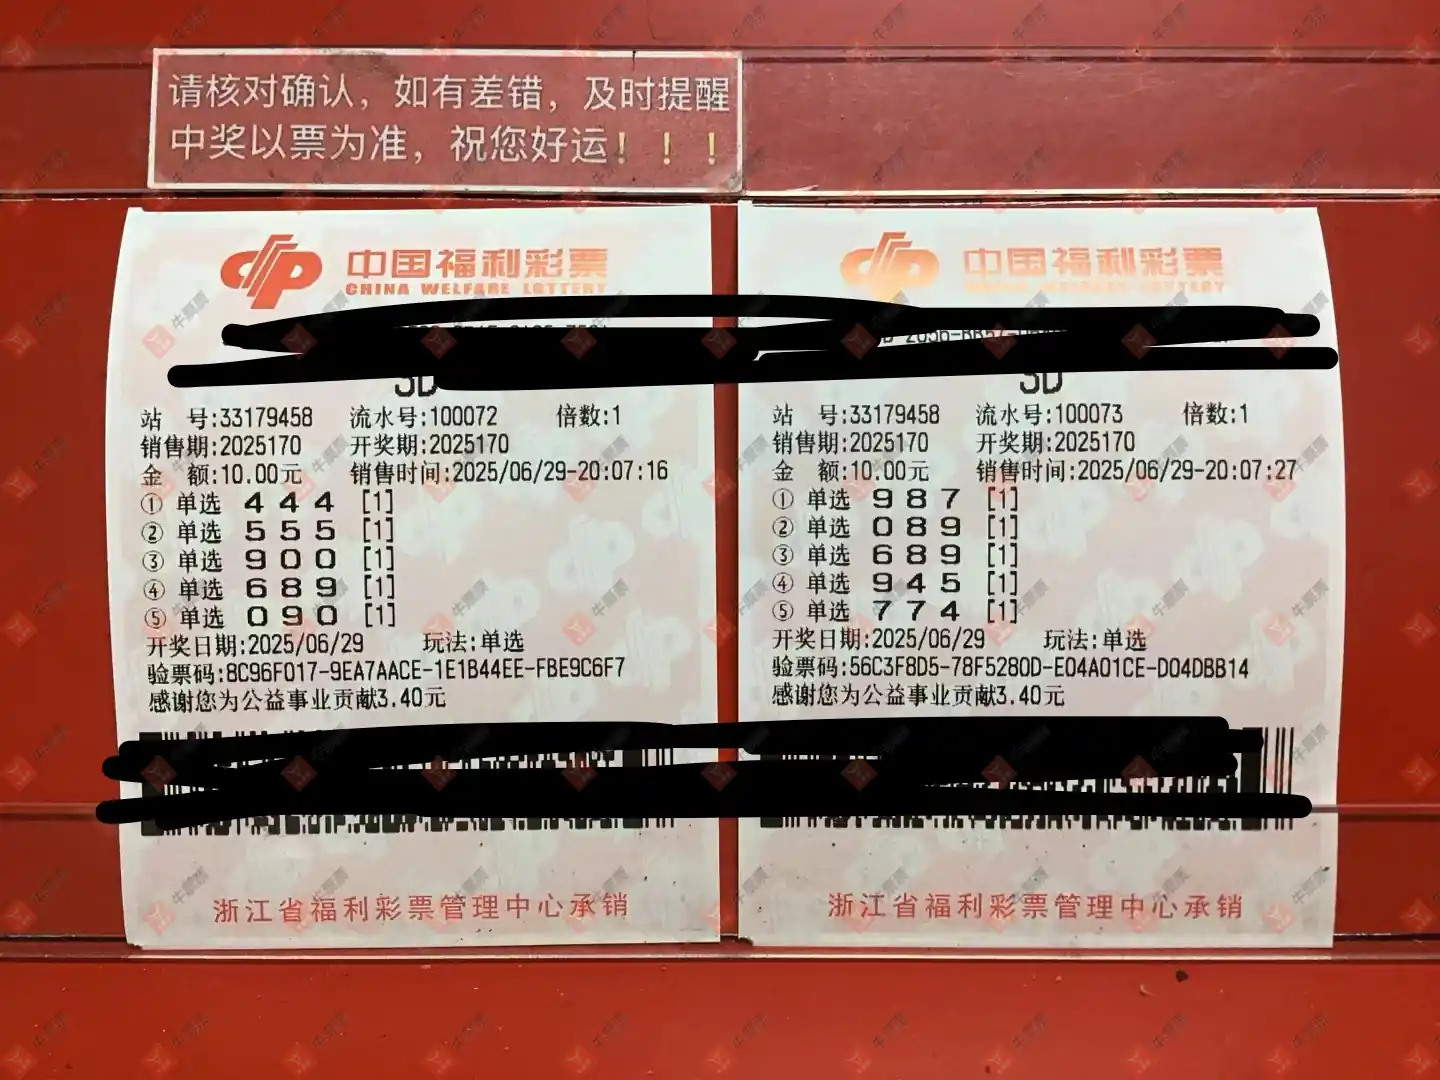 请核对确认，如有差错，及时提醒
中奖以票为准，祝您好运！！！
中国福利彩票
CHINA WELFARE LOTTERY
3D
站 号:33179458 流水号:100072 倍数:1
销售期:2025170 开奖期:2025170
金 额:10.00元 销售时间:2025/06/29-20:07:16
① 单选 4 4 4 [1]
② 单选 5 5 5 [1]
③ 单选 9 0 0 [1]
④ 单选 6 8 9 [1]
⑤ 单选 0 9 0 [1]
开奖日期:2025/06/29 玩法:单选
验票码:8C96F017-9EA7AACE-1E1B44EE-FBE9C6F7
感谢您为公益事业贡献3.40元
浙江省福利彩票管理中心承销
中国福利彩票
CHINA WELFARE LOTTERY
3D
站 号:33179458 流水号:100073 倍数:1
销售期:2025170 开奖期:2025170
金 额:10.00元 销售时间:2025/06/29-20:07:27
① 单选 9 8 7 [1]
② 单选 0 8 9 [1]
③ 单选 6 8 9 [1]
④ 单选 9 4 5 [1]
⑤ 单选 7 7 4 [1]
开奖日期:2025/06/29 玩法:单选
验票码:56C3F8D5-78F5280D-E04A01CE-D04DBB14
感谢您为公益事业贡献3.40元
浙江省福利彩票管理中心承销